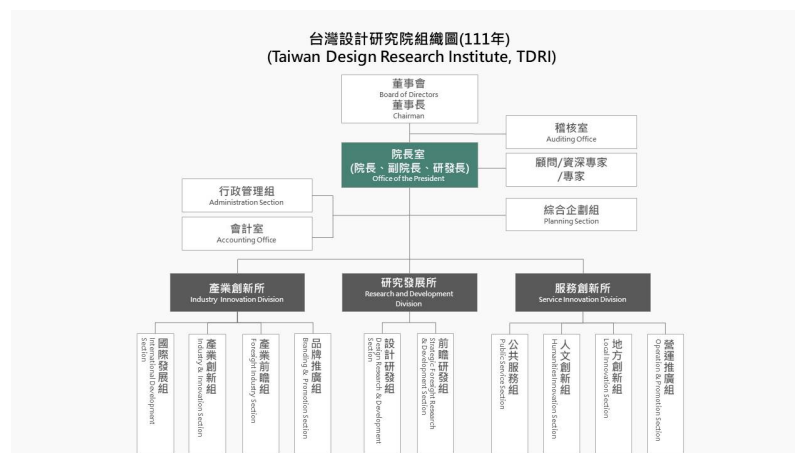 台灣設計研究院組織圖(111年)
(Taiwan Design Research Institute, TDRI)
董事會
Board of Directors
董事長
Chairman
稽核室
Auditing Office
院長室
(院長、副院長、研發長)
Office of the President
顧問/資深專家
/專家
行政管理組
Administration Section
綜合企劃組
Planning Section
會計室
Accounting Office
產業創新所
Industry Innovation Division
研究發展所
Research and Development
Division
服務創新所
Service Innovation Division
國際發展組
International Development
Section
產業創新組
Industry & Innovation Section
產業前瞻組
Foresight Industry Section
品牌推廣組
Branding & Promotion Section
設計研發組
Design Research & Development
Section
前瞻研發組
Strategic Foresight Research
& Development Section
公共服務組
Public Service Section
人文創新組
Humanities Innovation Section
地方創新組
Local Innovation Section
營運推廣組
Operation & Promotion Section